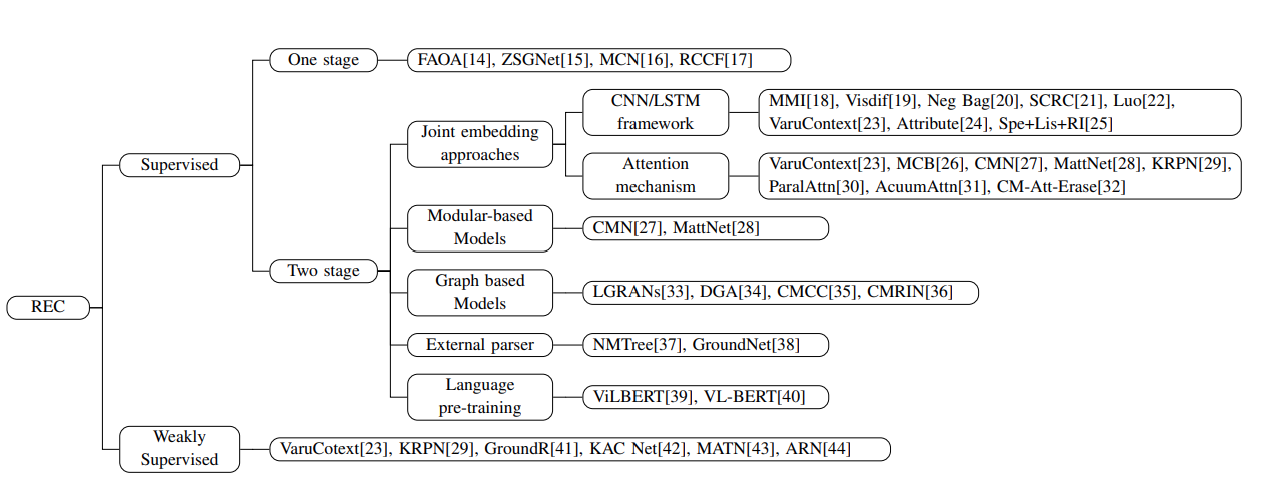 One stage
FAOA[14], ZSGNet[15], MCN[16], RCCF[17]
CNN/LSTM
framework
MMI[18], Visdif[19], Neg Bag[20], SCRC[21], Luo[22],
VaruContext[23], Attribute[24], Spe+Lis+RI[25]
Joint embedding
approaches
Supervised
Attention
mechanism
VaruContext[23], MCB[26], CMN[27], MattNet[28], KRPN[29],
ParalAttn[30], AcuumAttn[31], CM-Att-Erase[32]
Modular-based
Models
CMN[27], MattNet[28]
Two stage
Graph based
Models
LGRANs[33], DGA[34], CMCC[35], CMRIN[36]
REC
External parser
NMTree[37], GroundNet[38]
Language
pre-training
ViLBERT[39], VL-BERT[40]
Weakly
Supervised
VaruCotext[23], KRPN[29], GroundR[41], KAC Net[42], MATN[43], ARN[44]